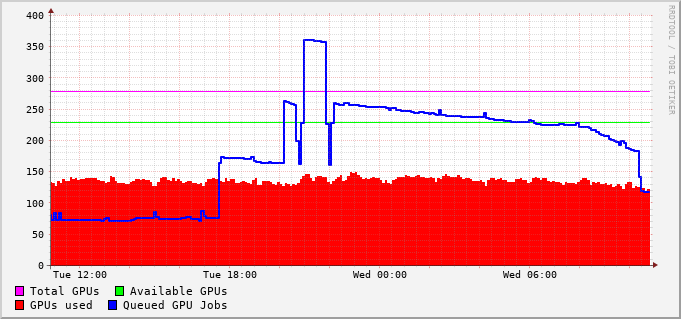 400
350
300
250
200
150
100
50
0
Tue 12:00 Tue 18:00 Wed 00:00 Wed 06:00
Total GPUs Available GPUs
GPUs used Queued GPU Jobs
RRDTOOL / TOBI OETIKER